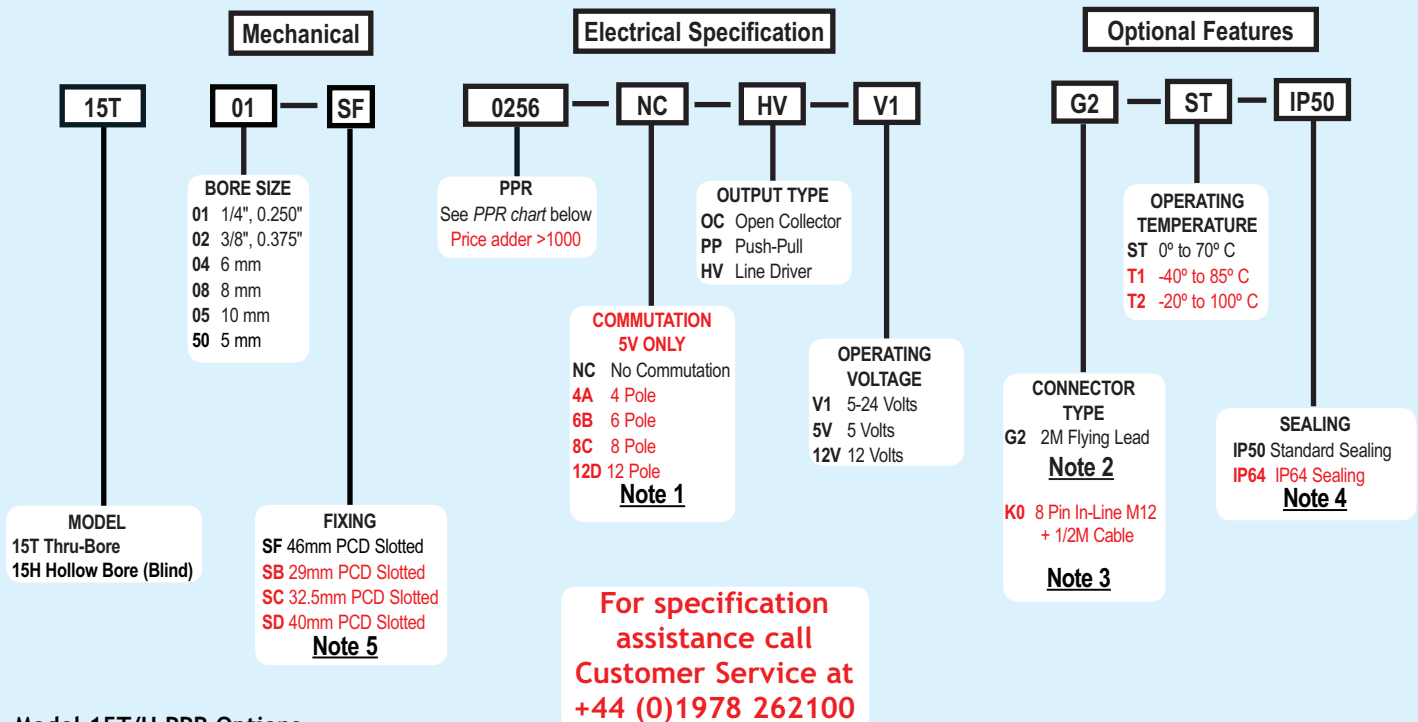 Mechanical
Electrical Specification
Optional Features
15T
01
SF
0256
NC
HV
V1
G2
ST
IP50
BORE SIZE
01 1/4", 0.250"
02 3/8", 0.375"
04 6 mm
08 8 mm
05 10 mm
50 5 mm
PPR
See PPR chart below
Price adder >1000
OUTPUT TYPE
OC Open Collector
PP Push-Pull
HV Line Driver
OPERATING
TEMPERATURE
ST 0º to 70º C
T1 -40º to 85º C
T2 -20º to 100º C
COMMUTATION
5V ONLY
NC No Commutation
4A 4 Pole
6B 6 Pole
8C 8 Pole
12D 12 Pole
Note 1
OPERATING
VOLTAGE
V1 5-24 Volts
5V 5 Volts
12V 12 Volts
CONNECTOR
TYPE
G2 2M Flying Lead
Note 2
K0 8 Pin In-Line M12
+ 1/2M Cable
Note 3
SEALING
IP50 Standard Sealing
IP64 IP64 Sealing
Note 4
MODEL
15T Thru-Bore
15H Hollow Bore (Blind)
FIXING
SF 46mm PCD Slotted
SB 29mm PCD Slotted
SC 32.5mm PCD Slotted
SD 40mm PCD Slotted
Note 5
For specification
assistance call
Customer Service at
+44 (0)1978 262100
Model 15T/H PPR Options